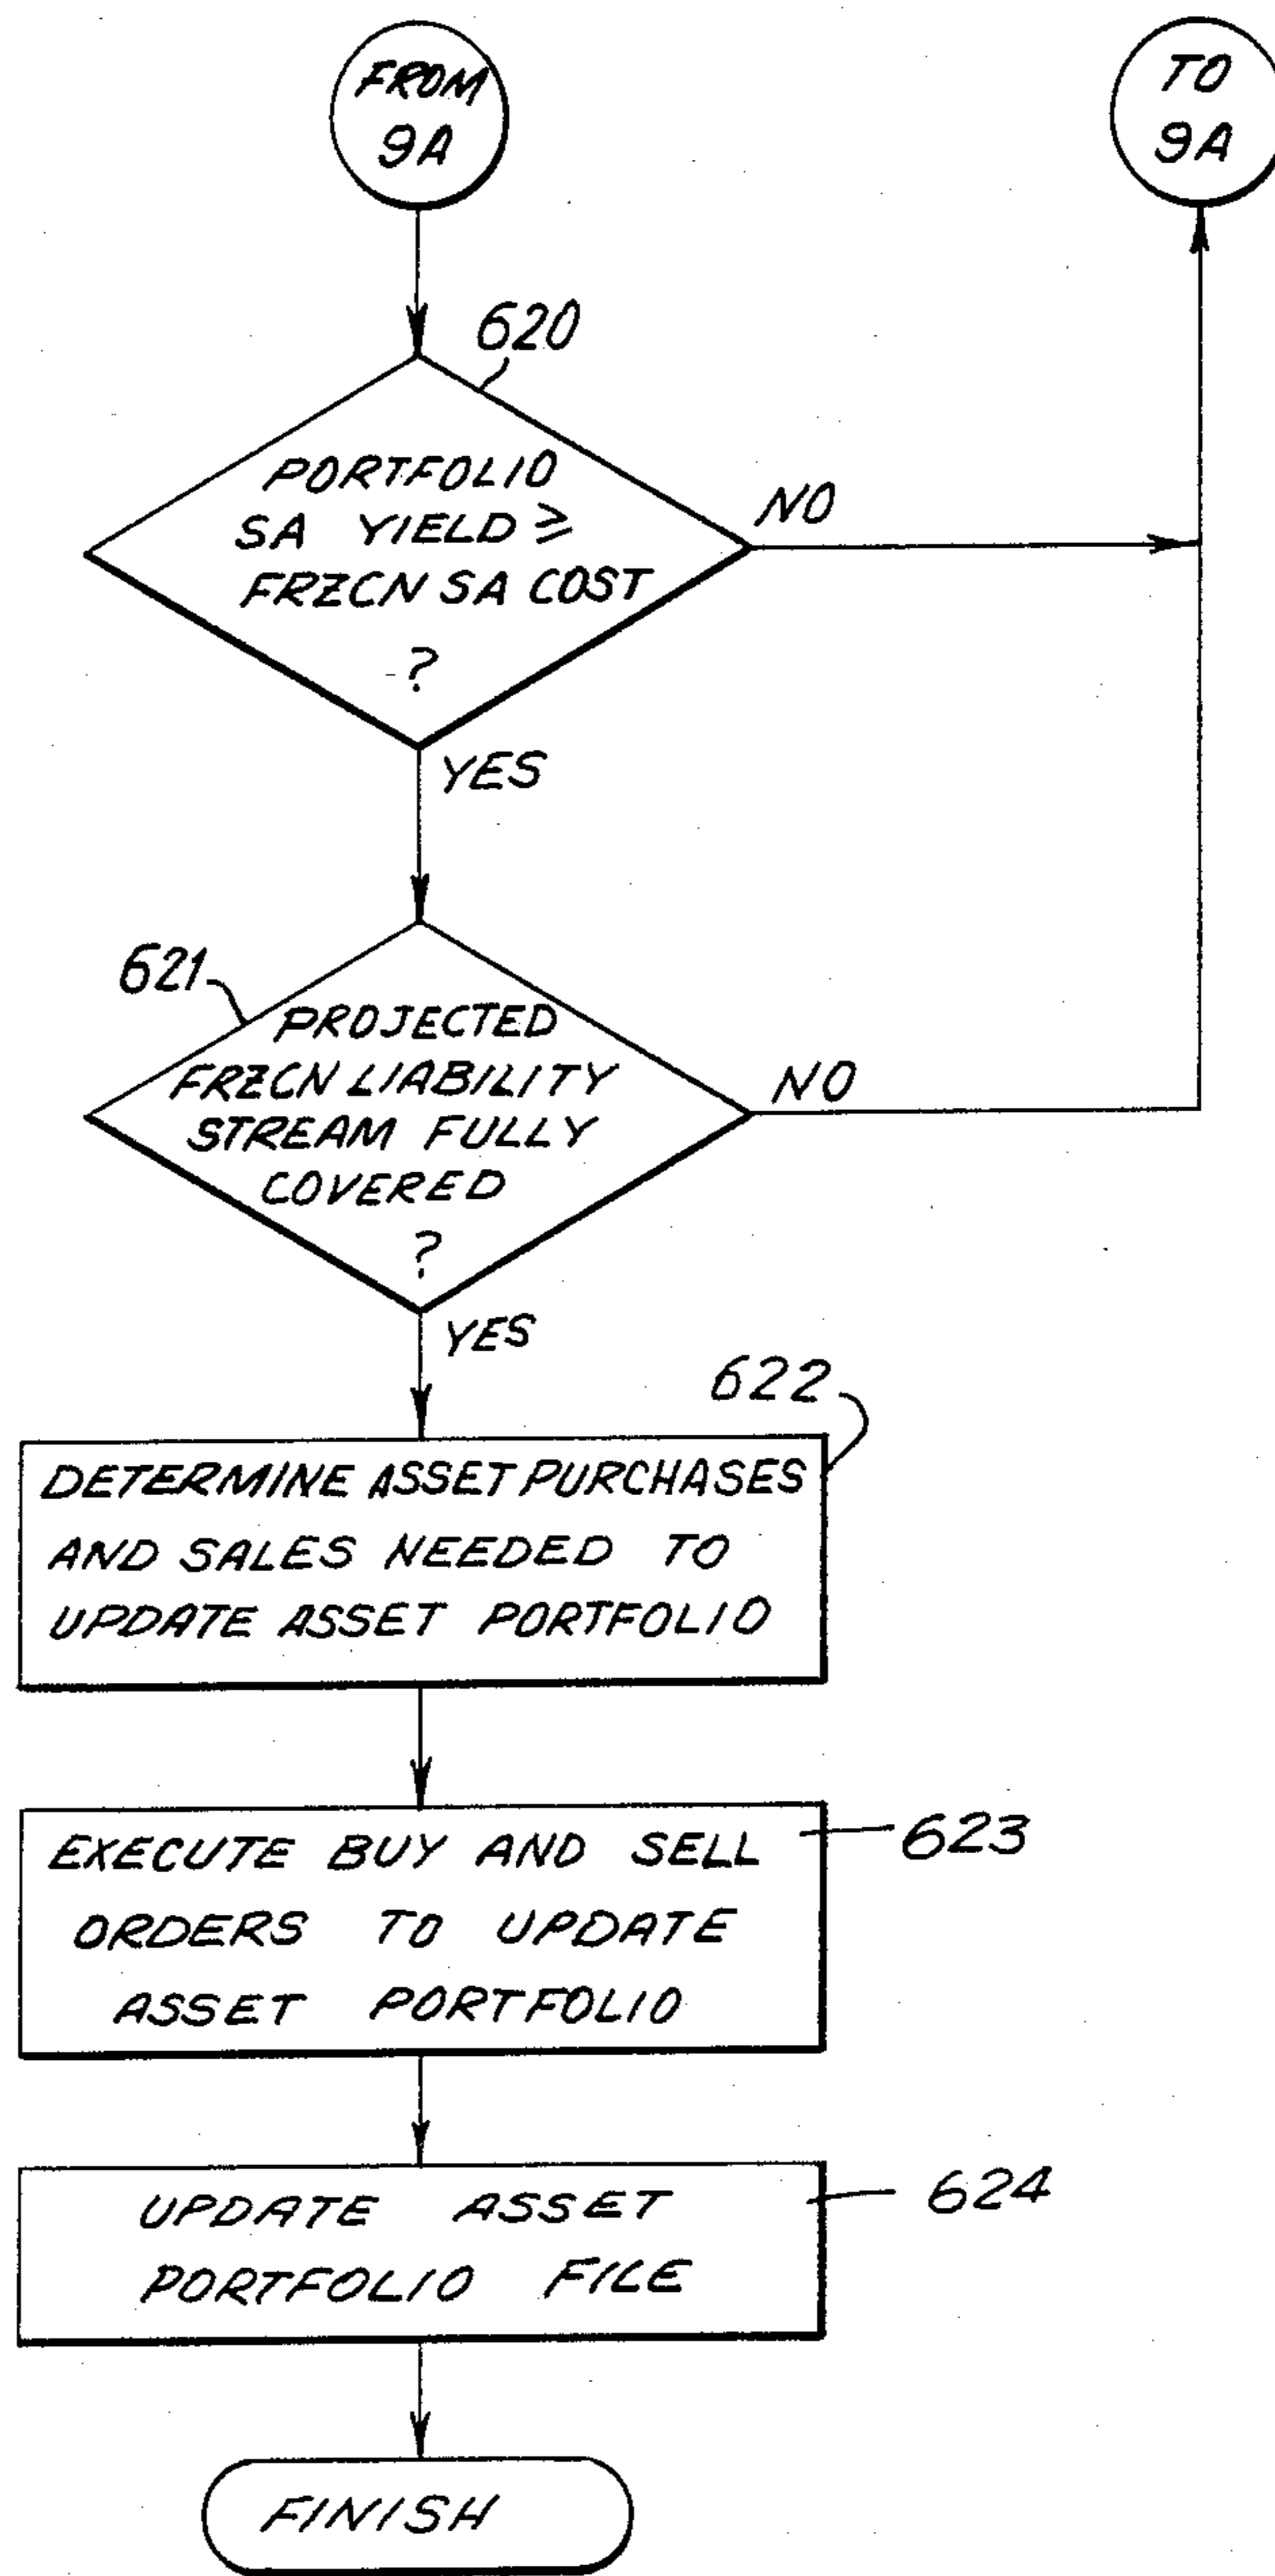 FROM
9A
TO
9A
620
PORTFOLIO
SA YIELD ≥
FRZCN SA COST
?
NO
YES
621
PROJECTED
FRZCN LIABILITY
STREAM FULLY
COVERED
?
NO
YES
622
DETERMINE ASSET PURCHASES
AND SALES NEEDED TO
UPDATE ASSET PORTFOLIO
EXECUTE BUY AND SELL
ORDERS TO UPDATE
ASSET PORTFOLIO
623
UPDATE ASSET
PORTFOLIO FILE
624
FINISH